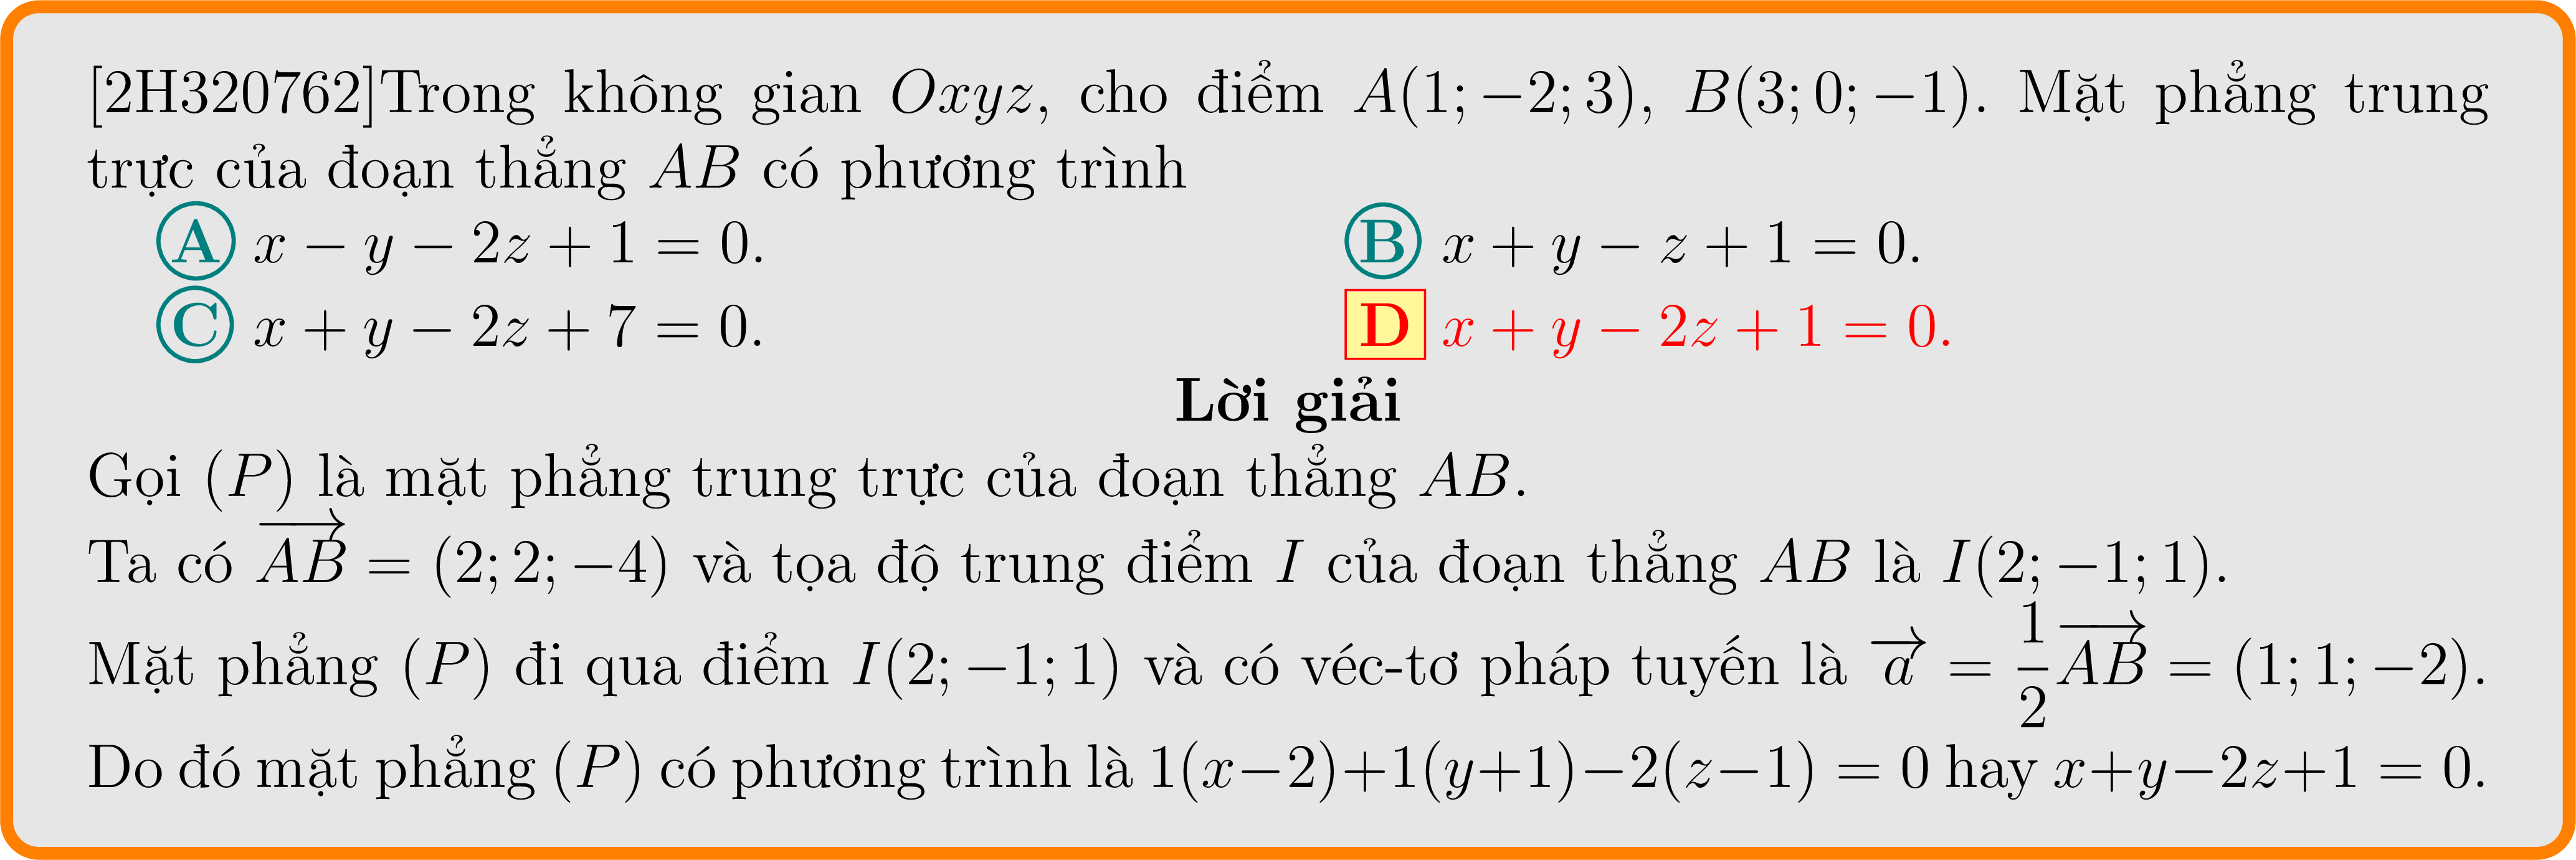 [2H320762]Trong không gian Oxyz, cho điểm A(1; −2; 3), B(3; 0; −1). Mặt phẳng trung
trực của đoạn thẳng AB có phương trình
A x − y − 2z + 1 = 0. B x + y − z + 1 = 0.
C x + y − 2z + 7 = 0. D x + y − 2z + 1 = 0.
Lời giải
Gọi (P) là mặt phẳng trung trực của đoạn thẳng AB.
Ta có $\overrightarrow{AB}$ = (2; 2; −4) và tọa độ trung điểm I của đoạn thẳng AB là I(2; −1; 1).
Mặt phẳng (P) đi qua điểm I(2; −1; 1) và có véc-tơ pháp tuyến là $\overrightarrow{a} = \frac{1}{2}\overrightarrow{AB}$ = (1; 1; −2).
Do đó mặt phẳng (P) có phương trình là 1(x−2)+1(y+1)−2(z−1) = 0 hay x+y−2z+1 = 0.